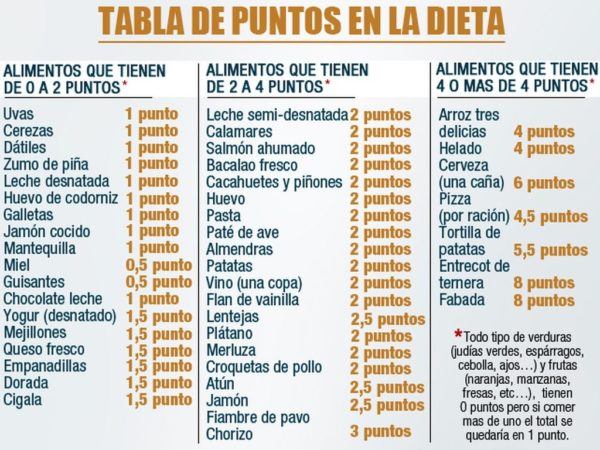 TABLA DE PUNTOS EN LA DIETA
ALIMENTOS QUE TIENEN
DE 0 A 2 PUNTOS*
Uvas 1 punto
Cerezas 1 punto
Dátiles 1 punto
Zumo de piña 1 punto
Leche desnatada 1 punto
Huevo de codorniz 1 punto
Galletas 1 punto
Jamón cocido 1 punto
Mantequilla 1 punto
Miel 0,5 punto
Guisantes 0,5 punto
Chocolate leche 1 punto
Yogur (desnatado) 1,5 punto
Mejillones 1,5 punto
Queso fresco 1,5 punto
Empanadillas 1,5 punto
Dorada 1,5 punto
Cigala 1,5 punto
ALIMENTOS QUE TIENEN
DE 2 A 4 PUNTOS*
Leche semi-desnatada 2 puntos
Calamares 2 puntos
Salmón ahumado 2 puntos
Bacalao fresco 2 puntos
Cacahuetes y piñones 2 puntos
Huevo 2 puntos
Pasta 2 puntos
Paté de ave 2 puntos
Almendras 2 puntos
Patatas 2 puntos
Vino (una copa) 2 puntos
Flan de vainilla 2 puntos
Lentejas 2,5 puntos
Plátano 2 puntos
Merluza 2 puntos
Croquetas de pollo 2 puntos
Atún 2,5 puntos
Jamón 2,5 puntos
Fiambre de pavo
Chorizo 3 puntos
ALIMENTOS QUE TIENEN
4 O MAS DE 4 PUNTOS*
Arroz tres
delicias 4 puntos
Helado 4 puntos
Cerveza
(una caña) 6 puntos
Pizza
(por ración) 4,5 puntos
Tortilla de
patatas 5,5 puntos
Entrecot de
ternera 8 puntos
Fabada 8 puntos
*Todo tipo de verduras
(judías verdes, espárragos,
cebolla, ajos...) y frutas
(naranjas, manzanas,
fresas, etc...), tienen
0 puntos pero si comer
mas de uno el total se
quedaría en 1 punto.